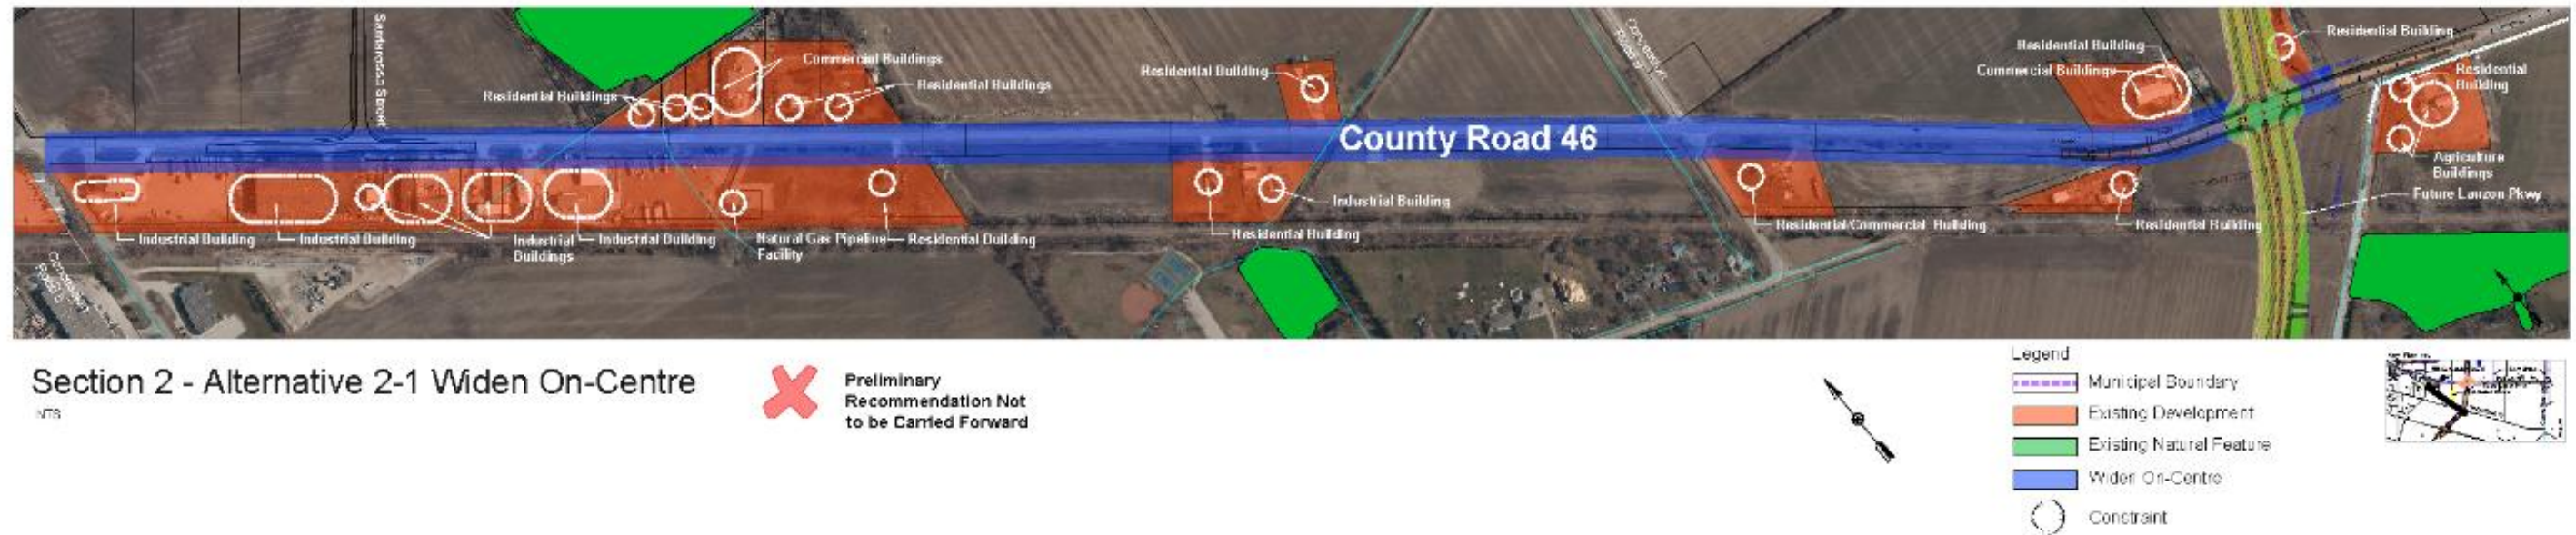 Residential Building
Residential Building
Commercial Buildings
Commercial Buildings
Residential Buildings
Residential Building
Residential Buildings
Residential
Building
County Road 46
Agriculture
Buildings
Future Lauzon Pkwy
Industrial Building
Residential/Commercial Building
Residential Building
Residential Building
Industrial Building
Industrial Building
Industrial
Buildings
Industrial Building
Natural Gas Pipeline
Facility
Residential Building
Section 2 - Alternative 2-1 Widen On-Centre
NTS
Preliminary
Recommendation Not
to be Carried Forward
Legend
Municipal Boundary
Existing Development
Existing Natural Feature
Widen On-Centre
Constraint